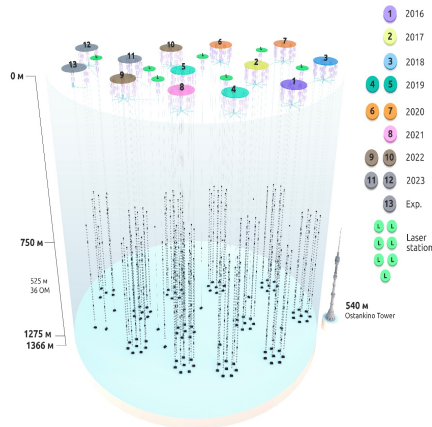 12
11
10
6
7
13
9
5
2
3
8
4
1
0 м
750 м
525 м
36 ОМ
1275 м
1366 м
540 м
Ostankino Tower
1 2016
2 2017
3 2018
4 5 2019
6 7 2020
8 2021
9 10 2022
11 12 2023
13 Exp.
L L
L L
L L
L L
L
Laser
station